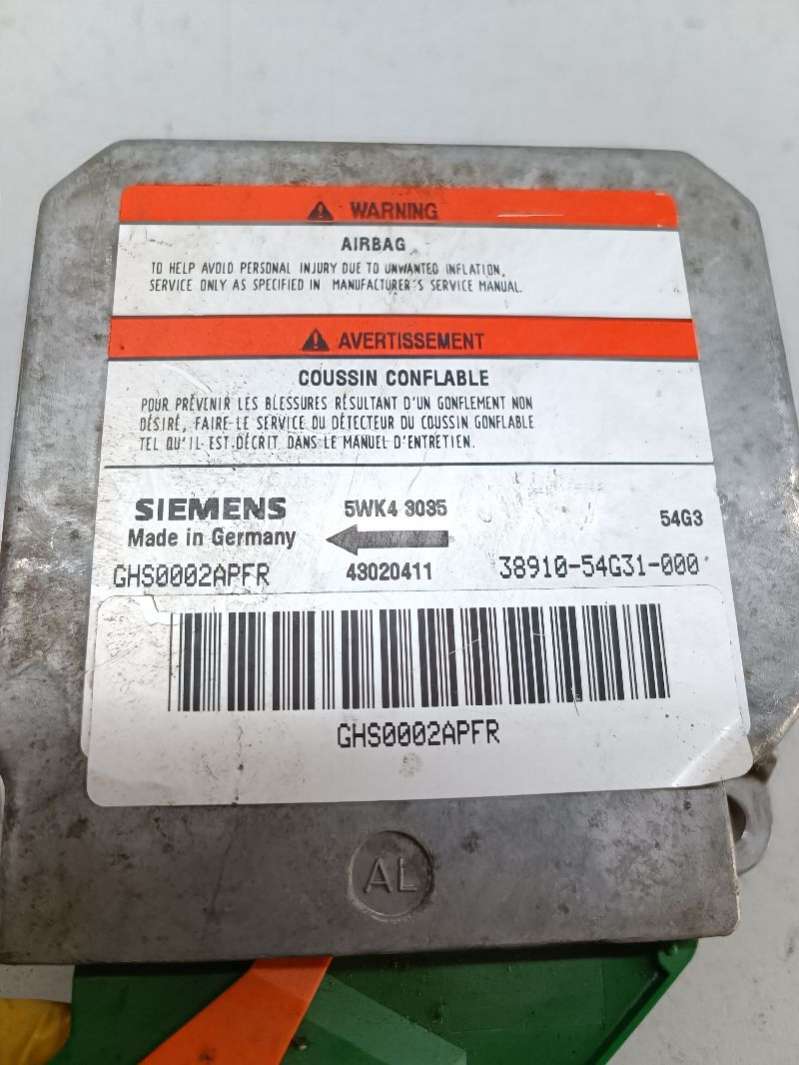 WARNING
AIRBAG
TO HELP AVOID PERSONAL INJURY DUE TO UNWANTED INFLATION,
SERVICE ONLY AS SPECIFIED IN MANUFACTURER'S SERVICE MANUAL.
AVERTISSEMENT
COUSSIN CONFLABLE
POUR PRÉVENIR LES BLESSURES RÉSULTANT D'UN GONFLEMENT NON
DÉSIRÉ, FAIRE LE SERVICE DU DÉTECTEUR DU COUSSIN GONFLABLE
TEL QU'IL EST DÉCRIT DANS LE MANUEL D'ENTRETIEN.
SIEMENS 5WK4 3035 54G3
Made in Germany
GHS0002APFR 43020411 38910-54G31-000
GHS0002APFR
AL